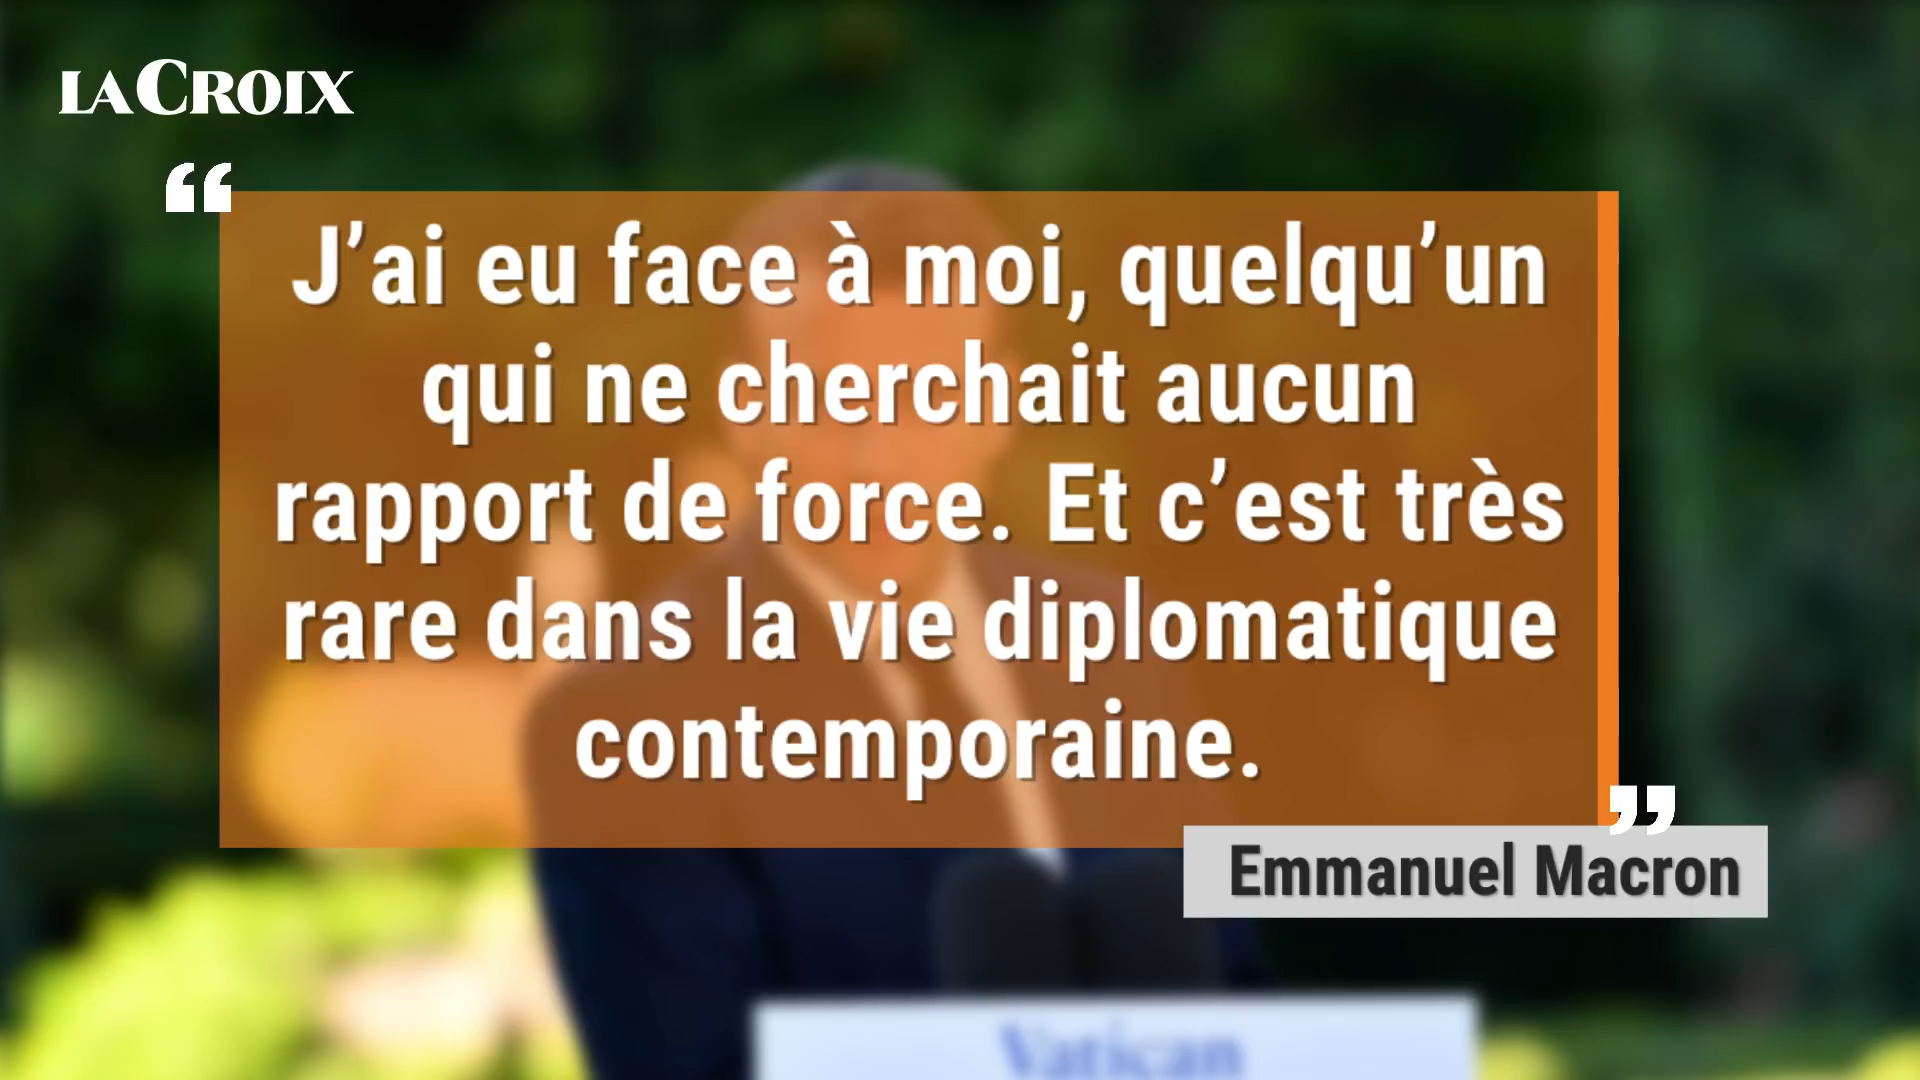 LA CROIX
“
J’ai eu face à moi, quelqu’un
qui ne cherchait aucun
rapport de force. Et c’est très
rare dans la vie diplomatique
contemporaine.
”
Emmanuel Macron
Vatican